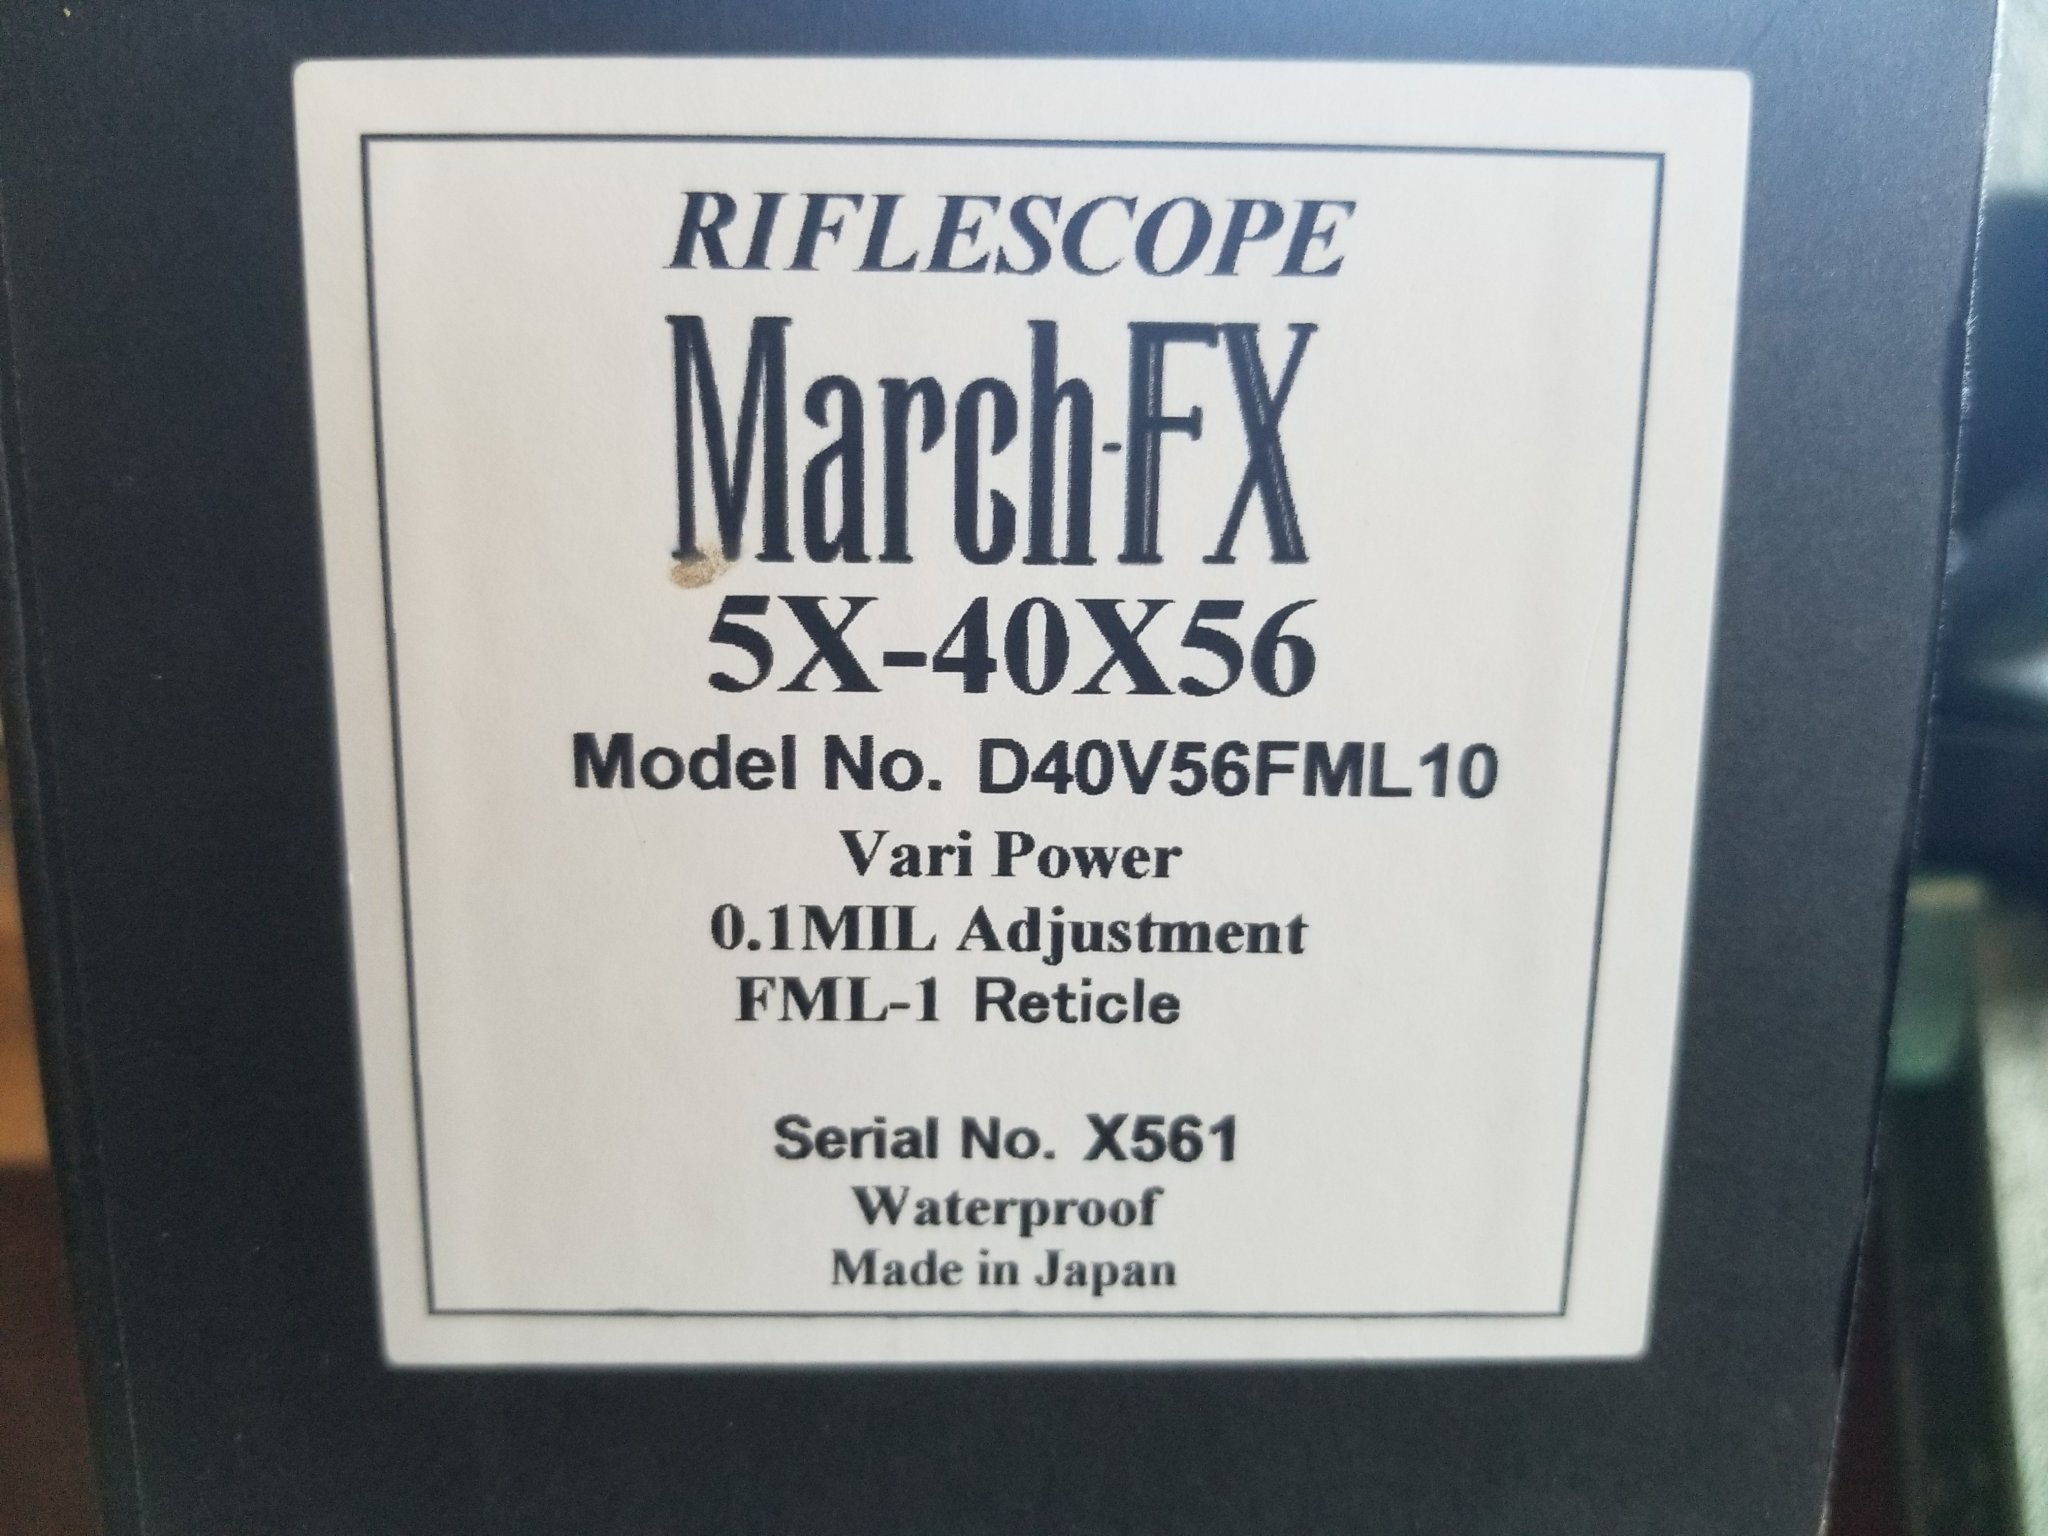 RIFLESCOPE
March-FX
5X-40X56
Model No. D40V56FML10
Vari Power
0.1MIL Adjustment
FML-1 Reticle
Serial No. X561
Waterproof
Made in Japan